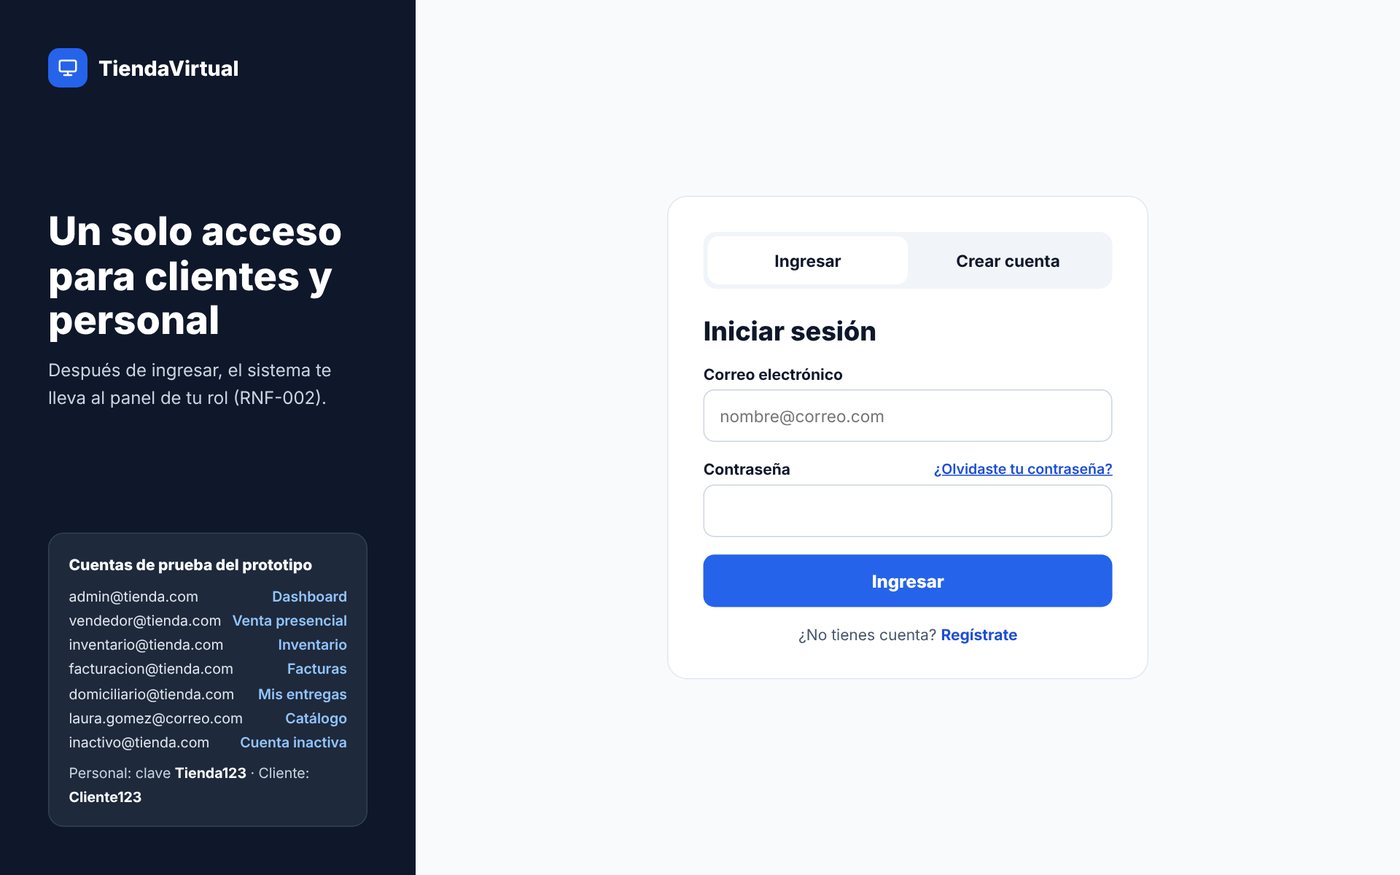 TiendaVirtual
Un solo acceso
para clientes y
personal
Después de ingresar, el sistema te
lleva al panel de tu rol (RNF-002).
Cuentas de prueba del prototipo
admin@tienda.com Dashboard
vendedor@tienda.com Venta presencial
inventario@tienda.com Inventario
facturacion@tienda.com Facturas
domiciliario@tienda.com Mis entregas
laura.gomez@correo.com Catálogo
inactivo@tienda.com Cuenta inactiva
Personal: clave Tienda123 · Cliente:
Cliente123
Ingresar Crear cuenta
Iniciar sesión
Correo electrónico
nombre@correo.com
Contraseña ¿Olvidaste tu contraseña?
Ingresar
¿No tienes cuenta? Regístrate